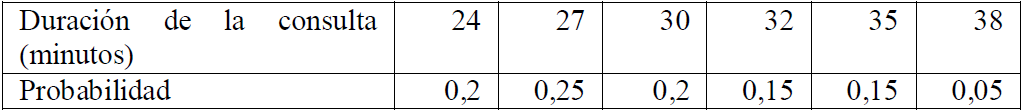 Duración de la consulta (minutos) 24 27 30 32 35 38
Probabilidad 0,2 0,25 0,2 0,15 0,15 0,05